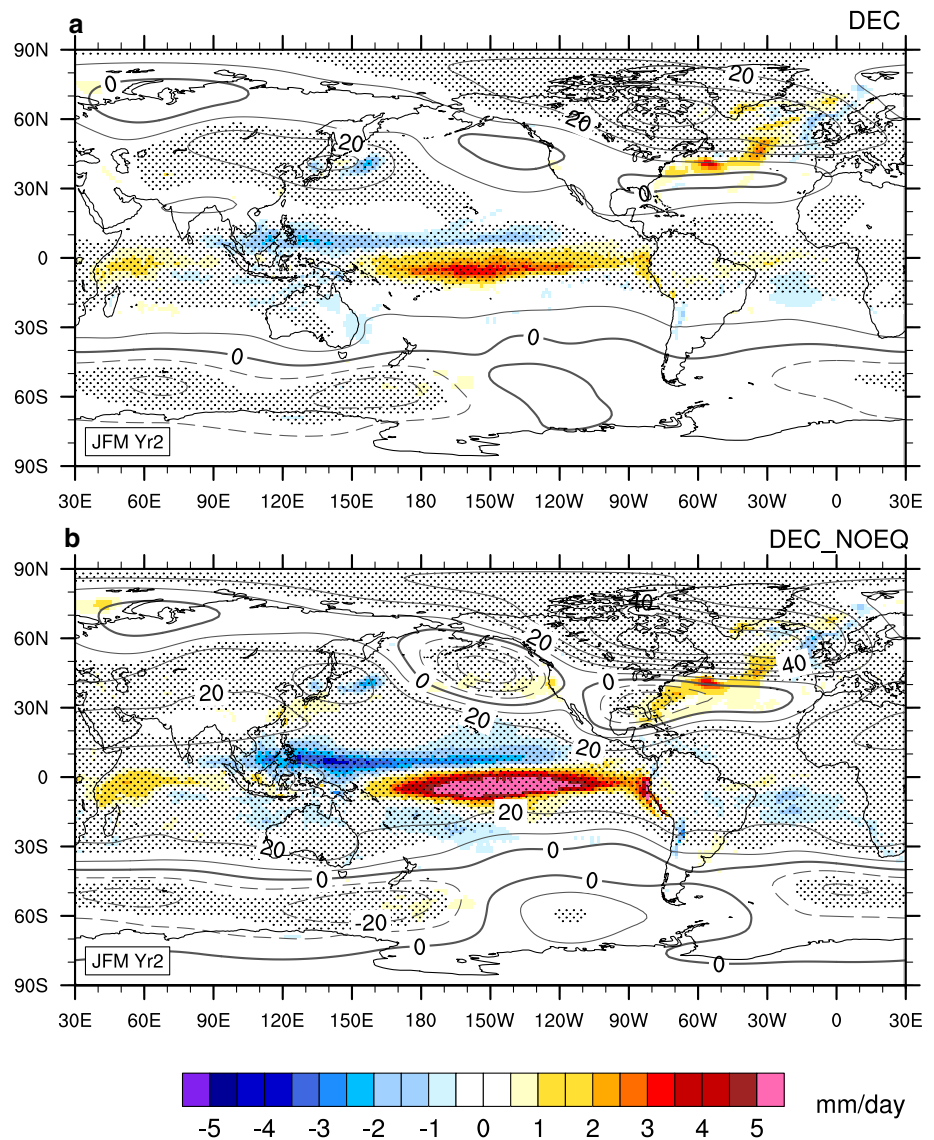 a DEC
90N
60N
30N
0
30S
60S
90S
0 20 20 20 0 0 0
JFM Yr2
30E 60E 90E 120E 150E 180 150W 120W 90W 60W 30W 0 30E
b DEC_NOEQ
90N
60N
30N
0
30S
60S
90S
40 20 40 0 0 20 20 20 20 20 0 0 0 -20 0 0
JFM Yr2
30E 60E 90E 120E 150E 180 150W 120W 90W 60W 30W 0 30E
-5 -4 -3 -2 -1 0 1 2 3 4 5 mm/day